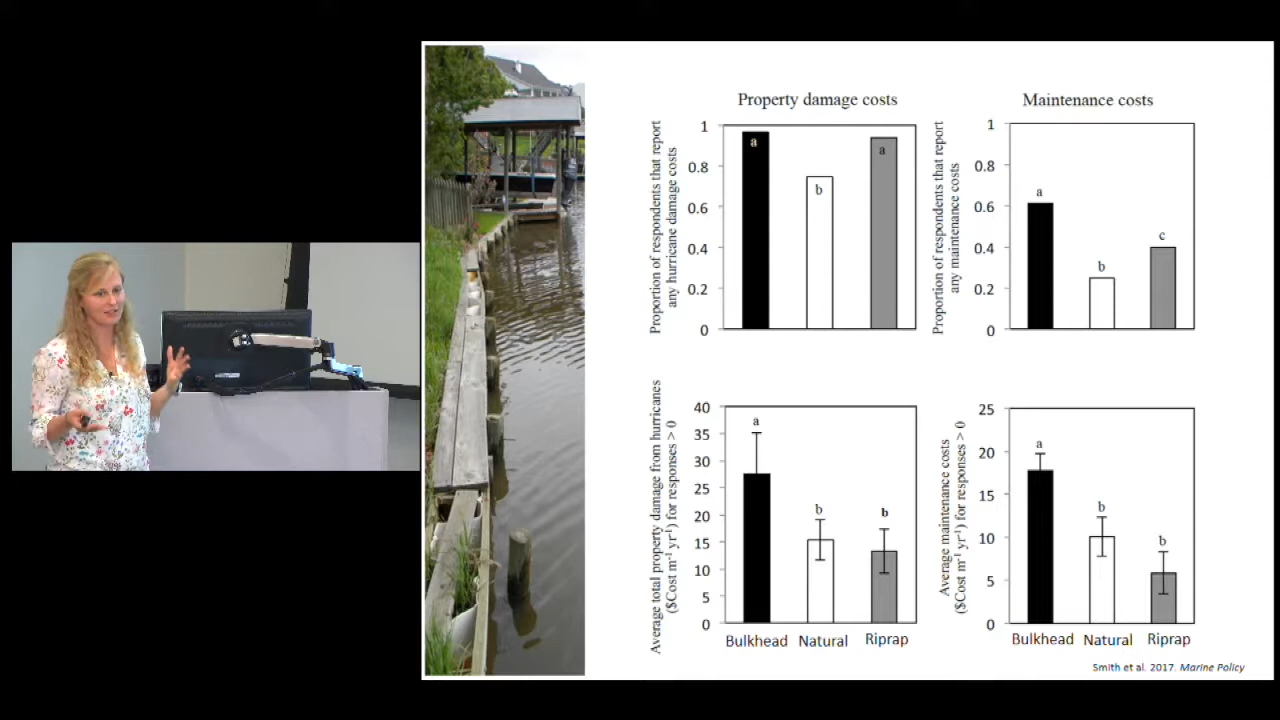 Property damage costs
Proportion of respondents that report
any hurricane damage costs
1
0.8
0.6
0.4
0.2
0
a
b
a
Maintenance costs
Proportion of respondents that report
any maintenance costs
1
0.8
0.6
0.4
0.2
0
a
b
c
Average total property damage from hurricanes
($Cost m⁻¹ yr⁻¹) for responses > 0
40
35
30
25
20
15
10
5
0
a
b
b
Bulkhead Natural Riprap
Average maintenance costs
($Cost m⁻¹ yr⁻¹) for responses > 0
25
20
15
10
5
0
a
b
b
Bulkhead Natural Riprap
Smith et al. 2017. Marine Policy